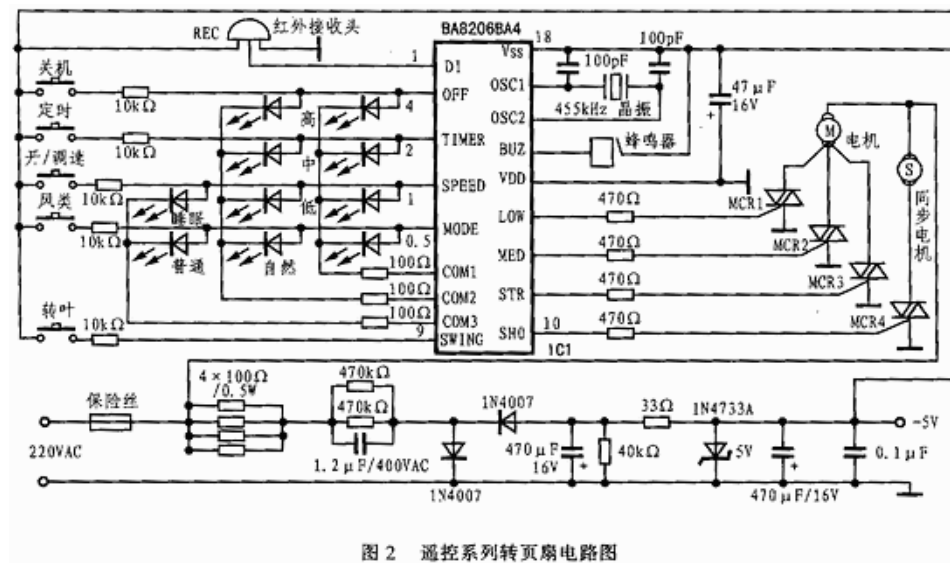 REC
红外接收头
BA8206BA4
1
DI
18
VSS
100pF
100pF
关机
10kΩ
OFF
高
4
OSC1
455kHz 晶振
47μF
16V
+
定时
10kΩ
TIMER
中
2
OSC2
BUZ
蜂鸣器
M
电机
开/调速
10kΩ
SPEED
低
1
VDD
S
同步电机
风类
10kΩ
睡眠
MODE
0.5
LOW
470Ω
MCR1
普通
自然
100Ω
COM1
MED
470Ω
MCR2
100Ω
COM2
STR
470Ω
MCR3
转叶
10kΩ
100Ω
COM3
9
SWING
SHO
10
470Ω
MCR4
IC1
4×100Ω
/0.5W
470kΩ
保险丝
470kΩ
1N4007
33Ω
1N4733A
-5V
220VAC
1.2μF/400VAC
470μF
16V
+
40kΩ
5V
+
0.1μF
1N4007
470μF/16V
图 2 遥控系列转页扇电路图